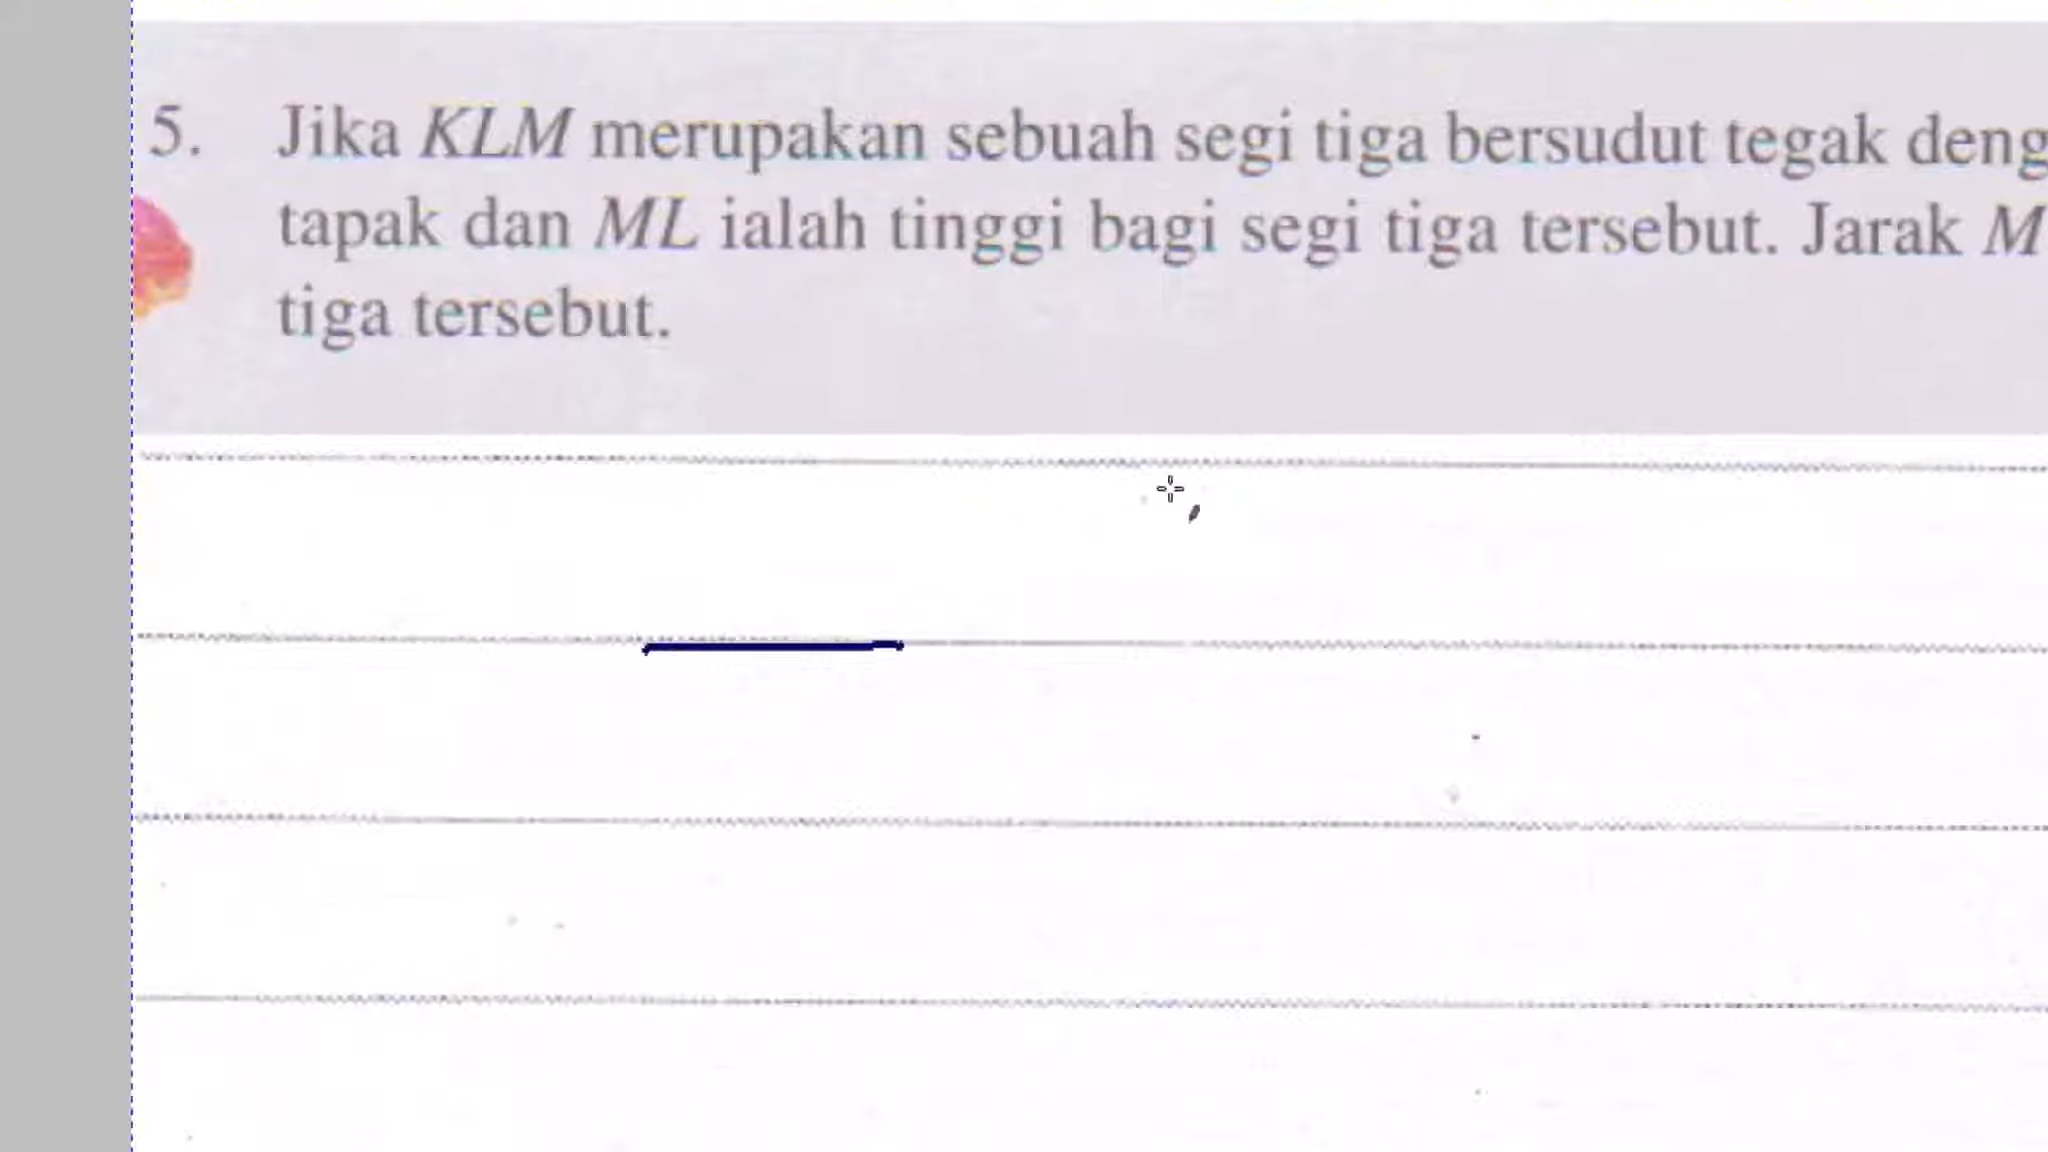 5. Jika KLM merupakan sebuah segi tiga bersudut tegak
tapak dan ML ialah tinggi bagi segi tiga tersebut. Jarak
tiga tersebut.